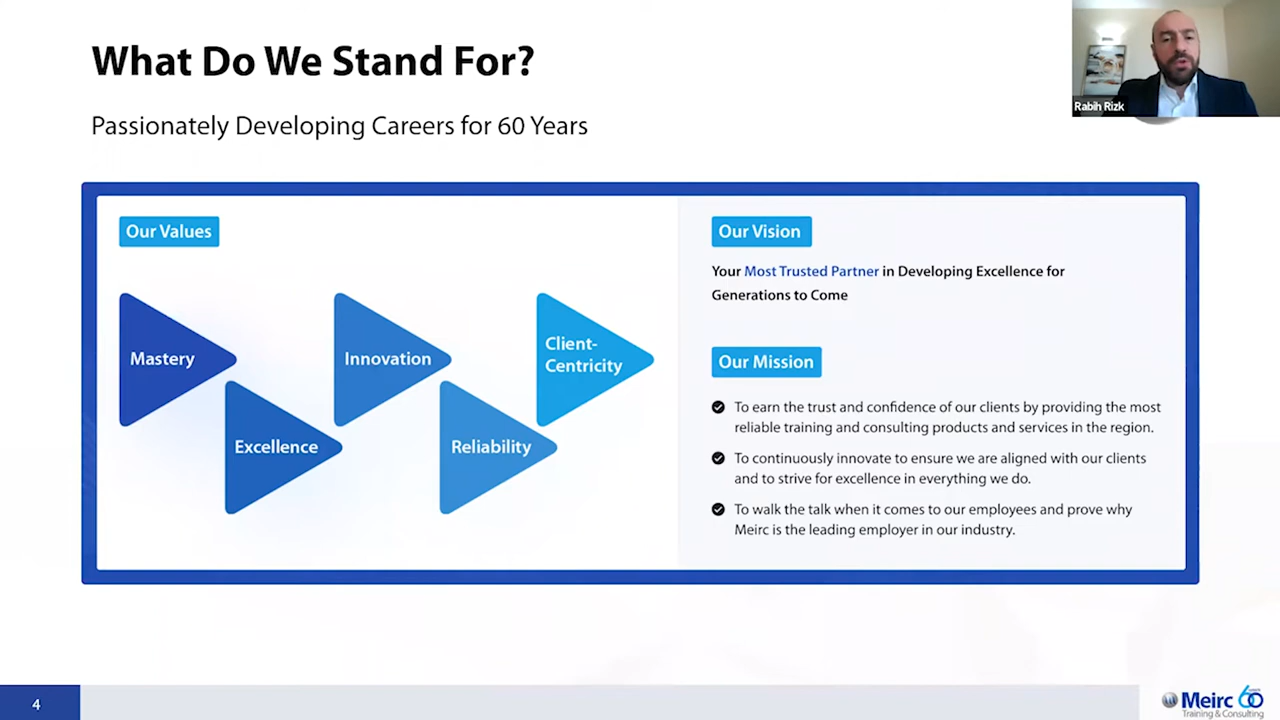 What Do We Stand For?
Passionately Developing Careers for 60 Years
Rabih Rizk
Our Values
Mastery
Excellence
Innovation
Reliability
Client-
Centricity
Our Vision
Your Most Trusted Partner in Developing Excellence for
Generations to Come
Our Mission
To earn the trust and confidence of our clients by providing the most
reliable training and consulting products and services in the region.
To continuously innovate to ensure we are aligned with our clients
and to strive for excellence in everything we do.
To walk the talk when it comes to our employees and prove why
Meirc is the leading employer in our industry.
4
Meirc 60
Training & Consulting